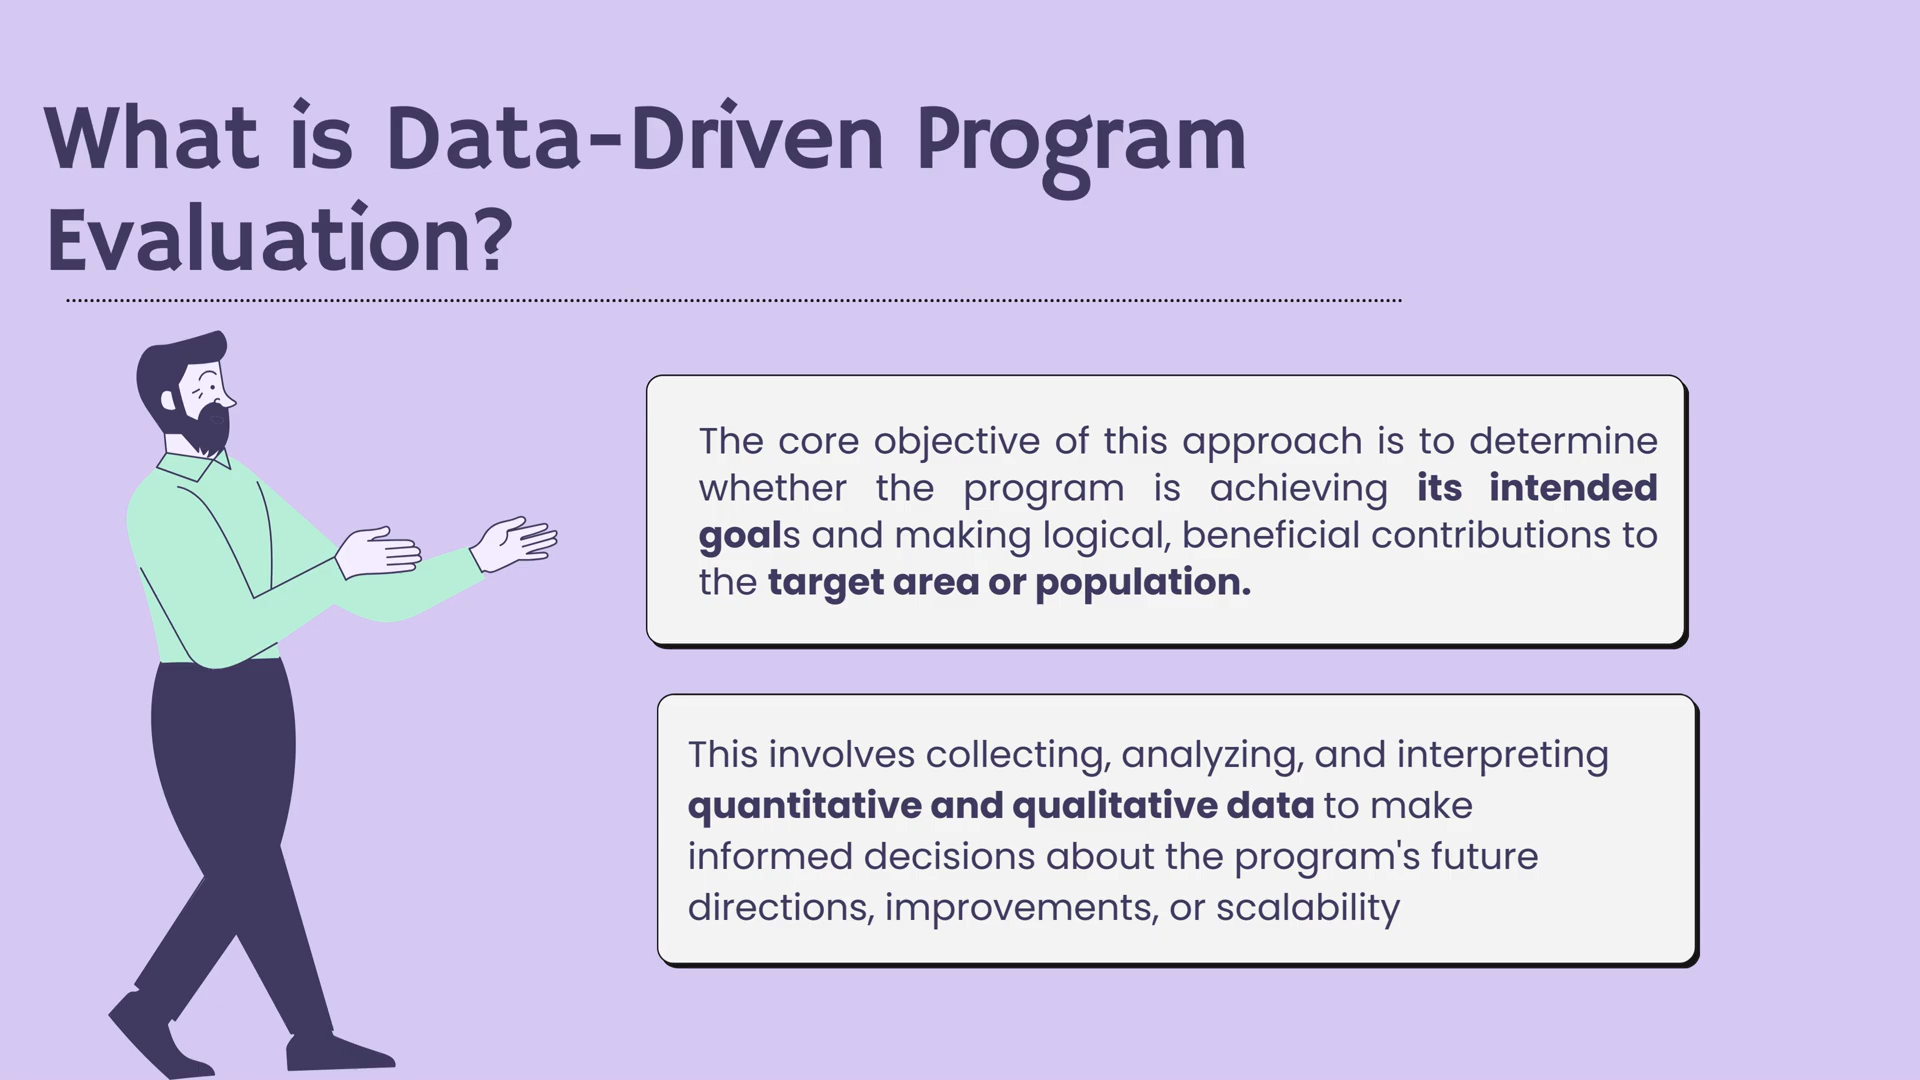 What is Data-Driven Program
Evaluation?
The core objective of this approach is to determine
whether the program is achieving its intended
goals and making logical, beneficial contributions to
the target area or population.
This involves collecting, analyzing, and interpreting
quantitative and qualitative data to make
informed decisions about the program's future
directions, improvements, or scalability